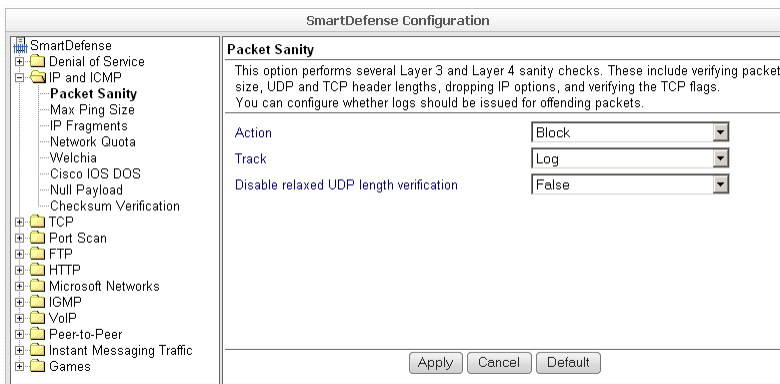 SmartDefense Configuration
SmartDefense
Denial of Service
IP and ICMP
Packet Sanity
Max Ping Size
IP Fragments
Network Quota
Welchia
Cisco IOS DOS
Null Payload
Checksum Verification
TCP
Port Scan
FTP
HTTP
Microsoft Networks
IGMP
VoIP
Peer-to-Peer
Instant Messaging Traffic
Games
Packet Sanity
This option performs several Layer 3 and Layer 4 sanity checks. These include verifying packet
size, UDP and TCP header lengths, dropping IP options, and verifying the TCP flags.
You can configure whether logs should be issued for offending packets.
Action Block
Track Log
Disable relaxed UDP length verification False
Apply Cancel Default